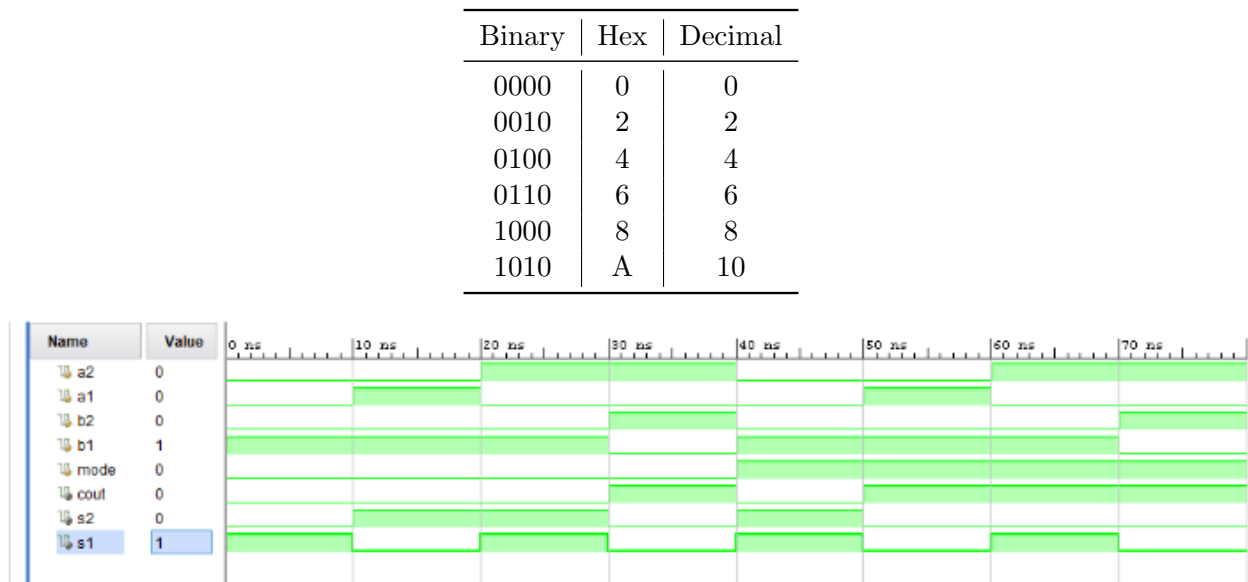 Binary Hex Decimal
0000 0 0
0010 2 2
0100 4 4
0110 6 6
1000 8 8
1010 A 10
Name Value 0 ns 10 ns 20 ns 30 ns 40 ns 50 ns 60 ns 70 ns
a2 0
a1 0
b2 0
b1 1
mode 0
cout 0
s2 0
s1 1